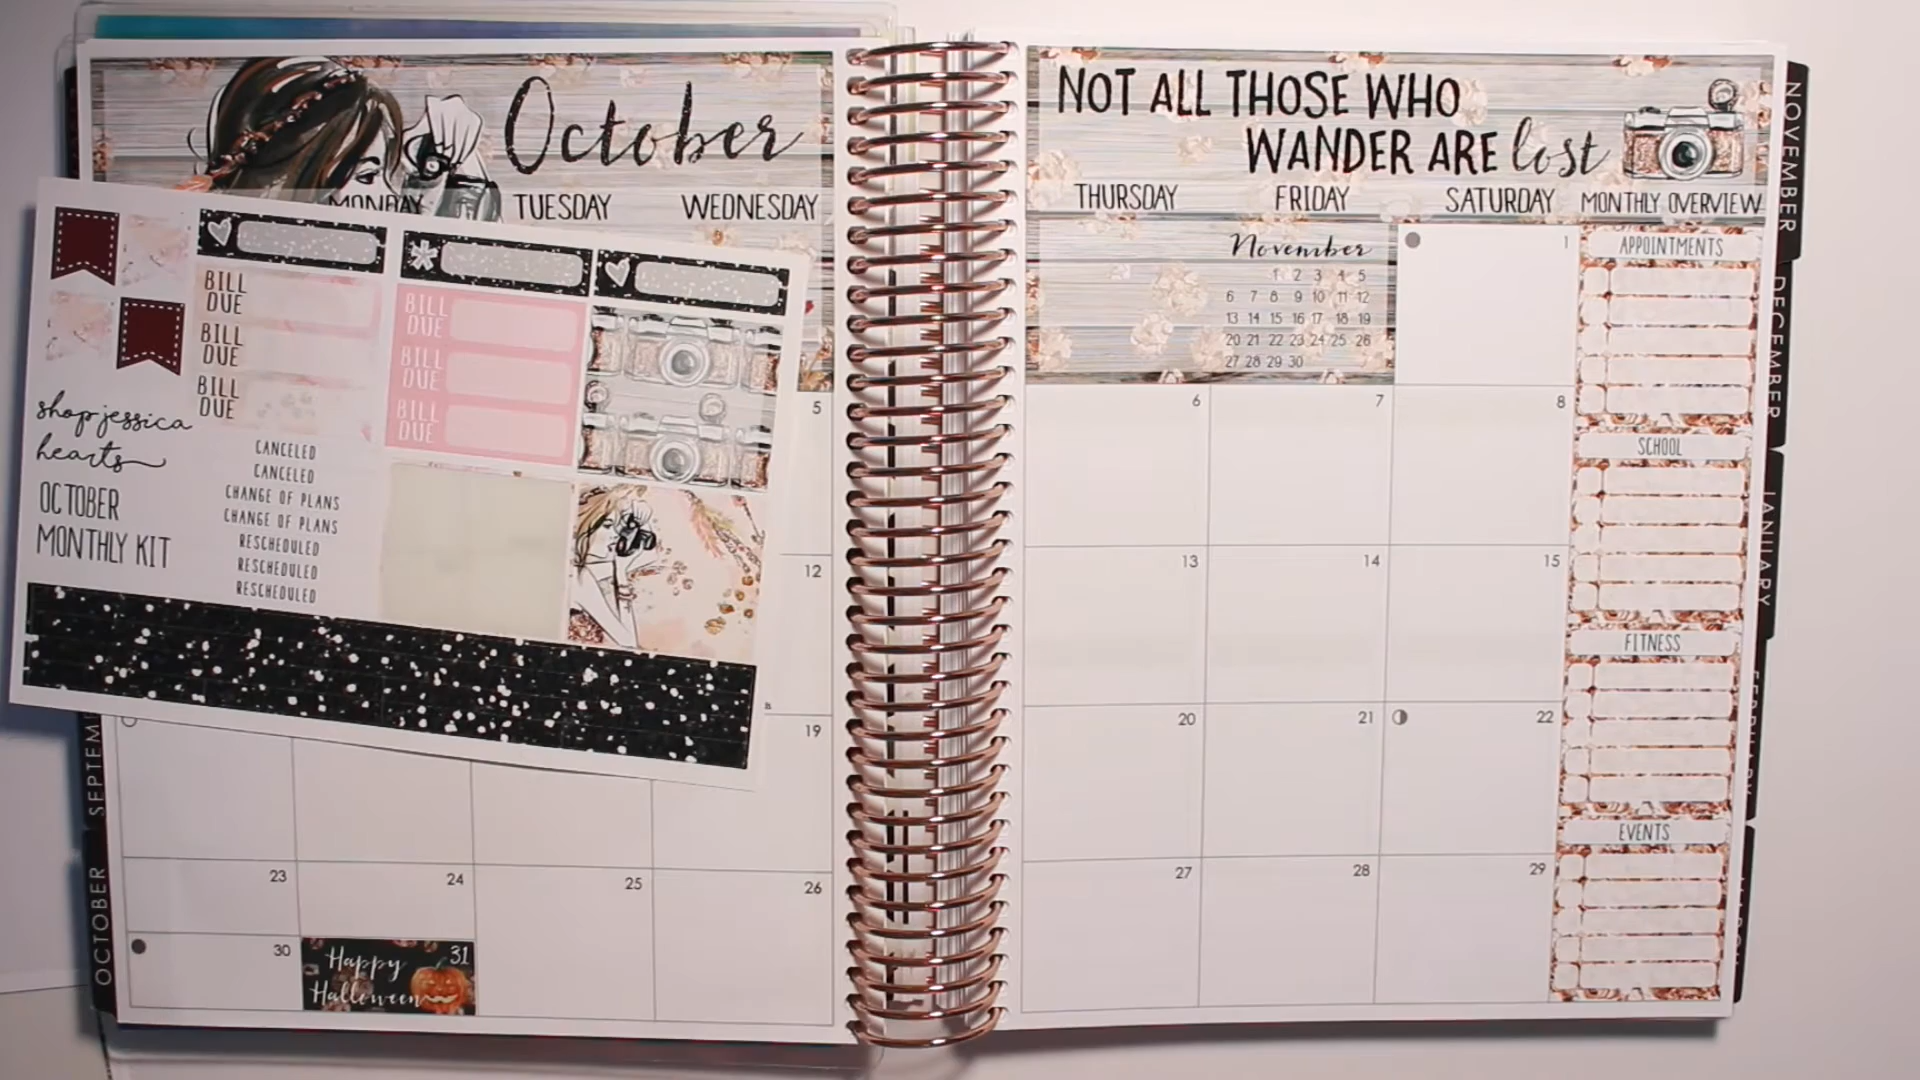 October
MONDAY TUESDAY WEDNESDAY
BILL
DUE
BILL
DUE
BILL
DUE
BILL
DUE
BILL
DUE
BILL
DUE
shopjessica
hearts
OCTOBER
MONTHLY KIT
CANCELED
CANCELED
CHANGE OF PLANS
CHANGE OF PLANS
RESCHEDULED
RESCHEDULED
RESCHEDULED
5
12
19
23 24 25 26
30 31
Happy
Halloween
OCTOBER
NOT ALL THOSE WHO
WANDER ARE lost
THURSDAY FRIDAY SATURDAY MONTHLY OVERVIEW
November
1 2 3 4 5
6 7 8 9 10 11 12
13 14 15 16 17 18 19
20 21 22 23 24 25 26
27 28 29 30
1
6 7 8
13 14 15
20 21 22
27 28 29
APPOINTMENTS
SCHOOL
FITNESS
EVENTS
NOVEMBER
DECEMBER
JANUARY